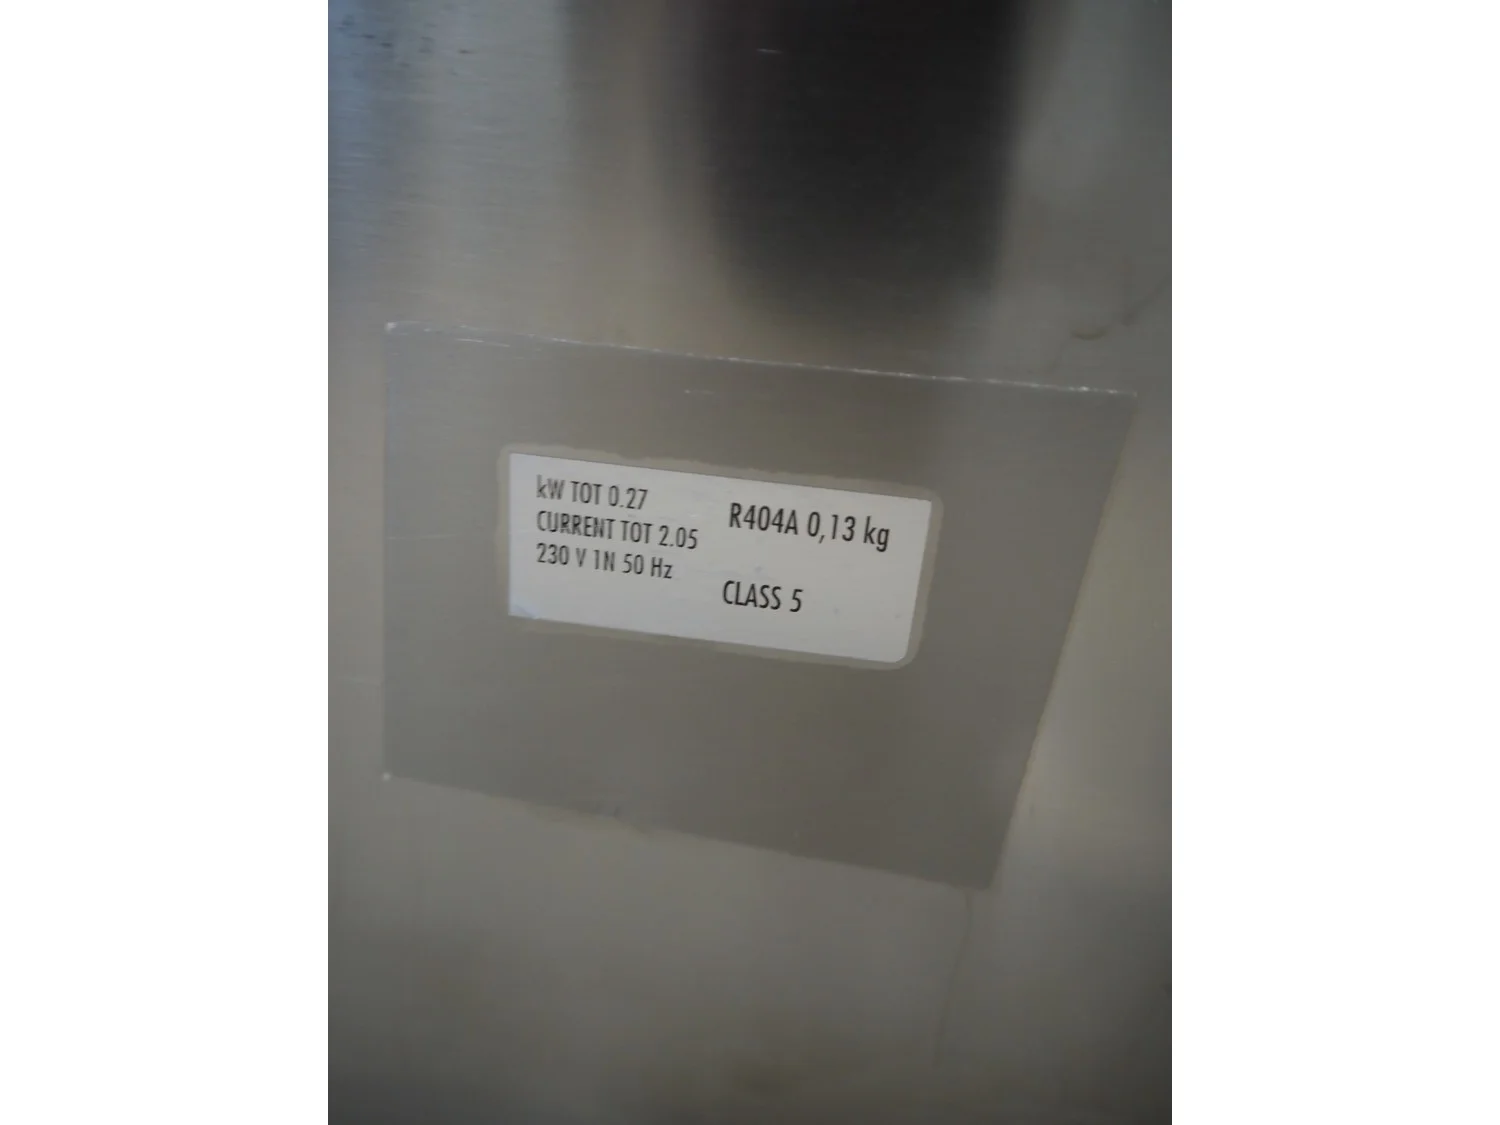 kW TOT 0.27
CURRENT TOT 2.05
230 V 1N 50 Hz
R404A 0,13 kg
CLASS 5